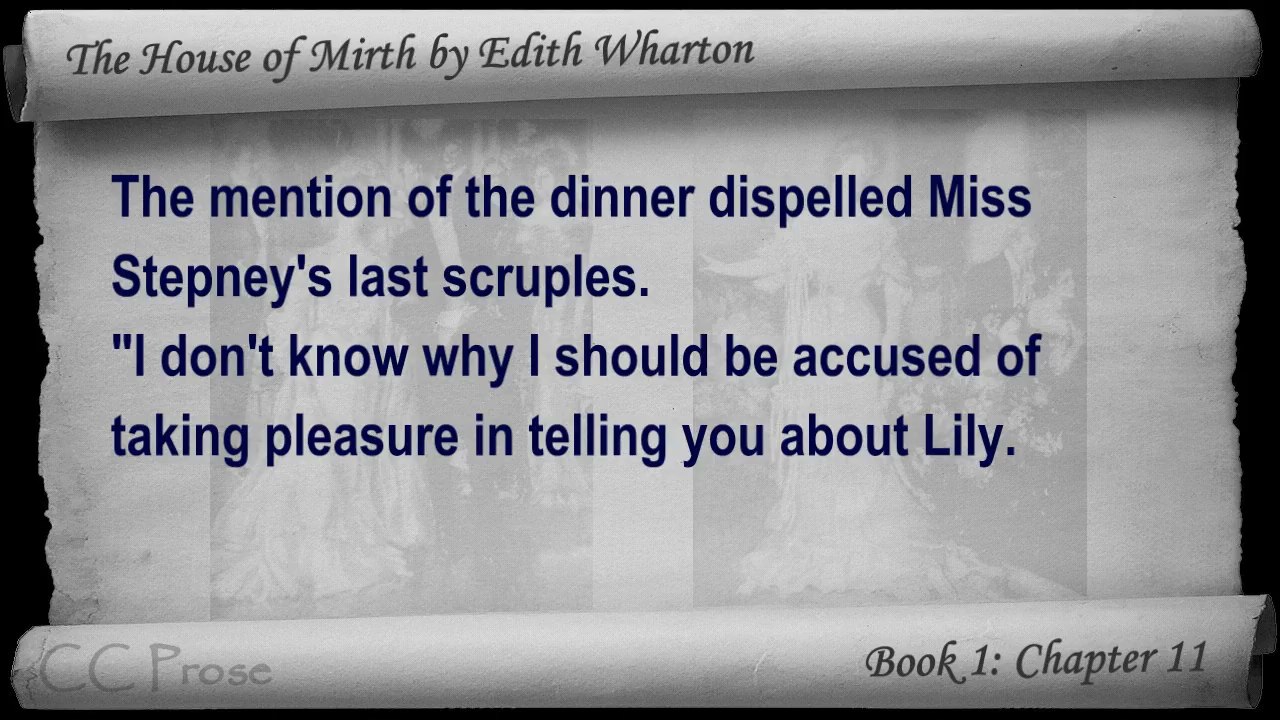 The House of Mirth by Edith Wharton
The mention of the dinner dispelled Miss
Stepney's last scruples.
"I don't know why I should be accused of
taking pleasure in telling you about Lily.
CC Prose
Book 1: Chapter 11